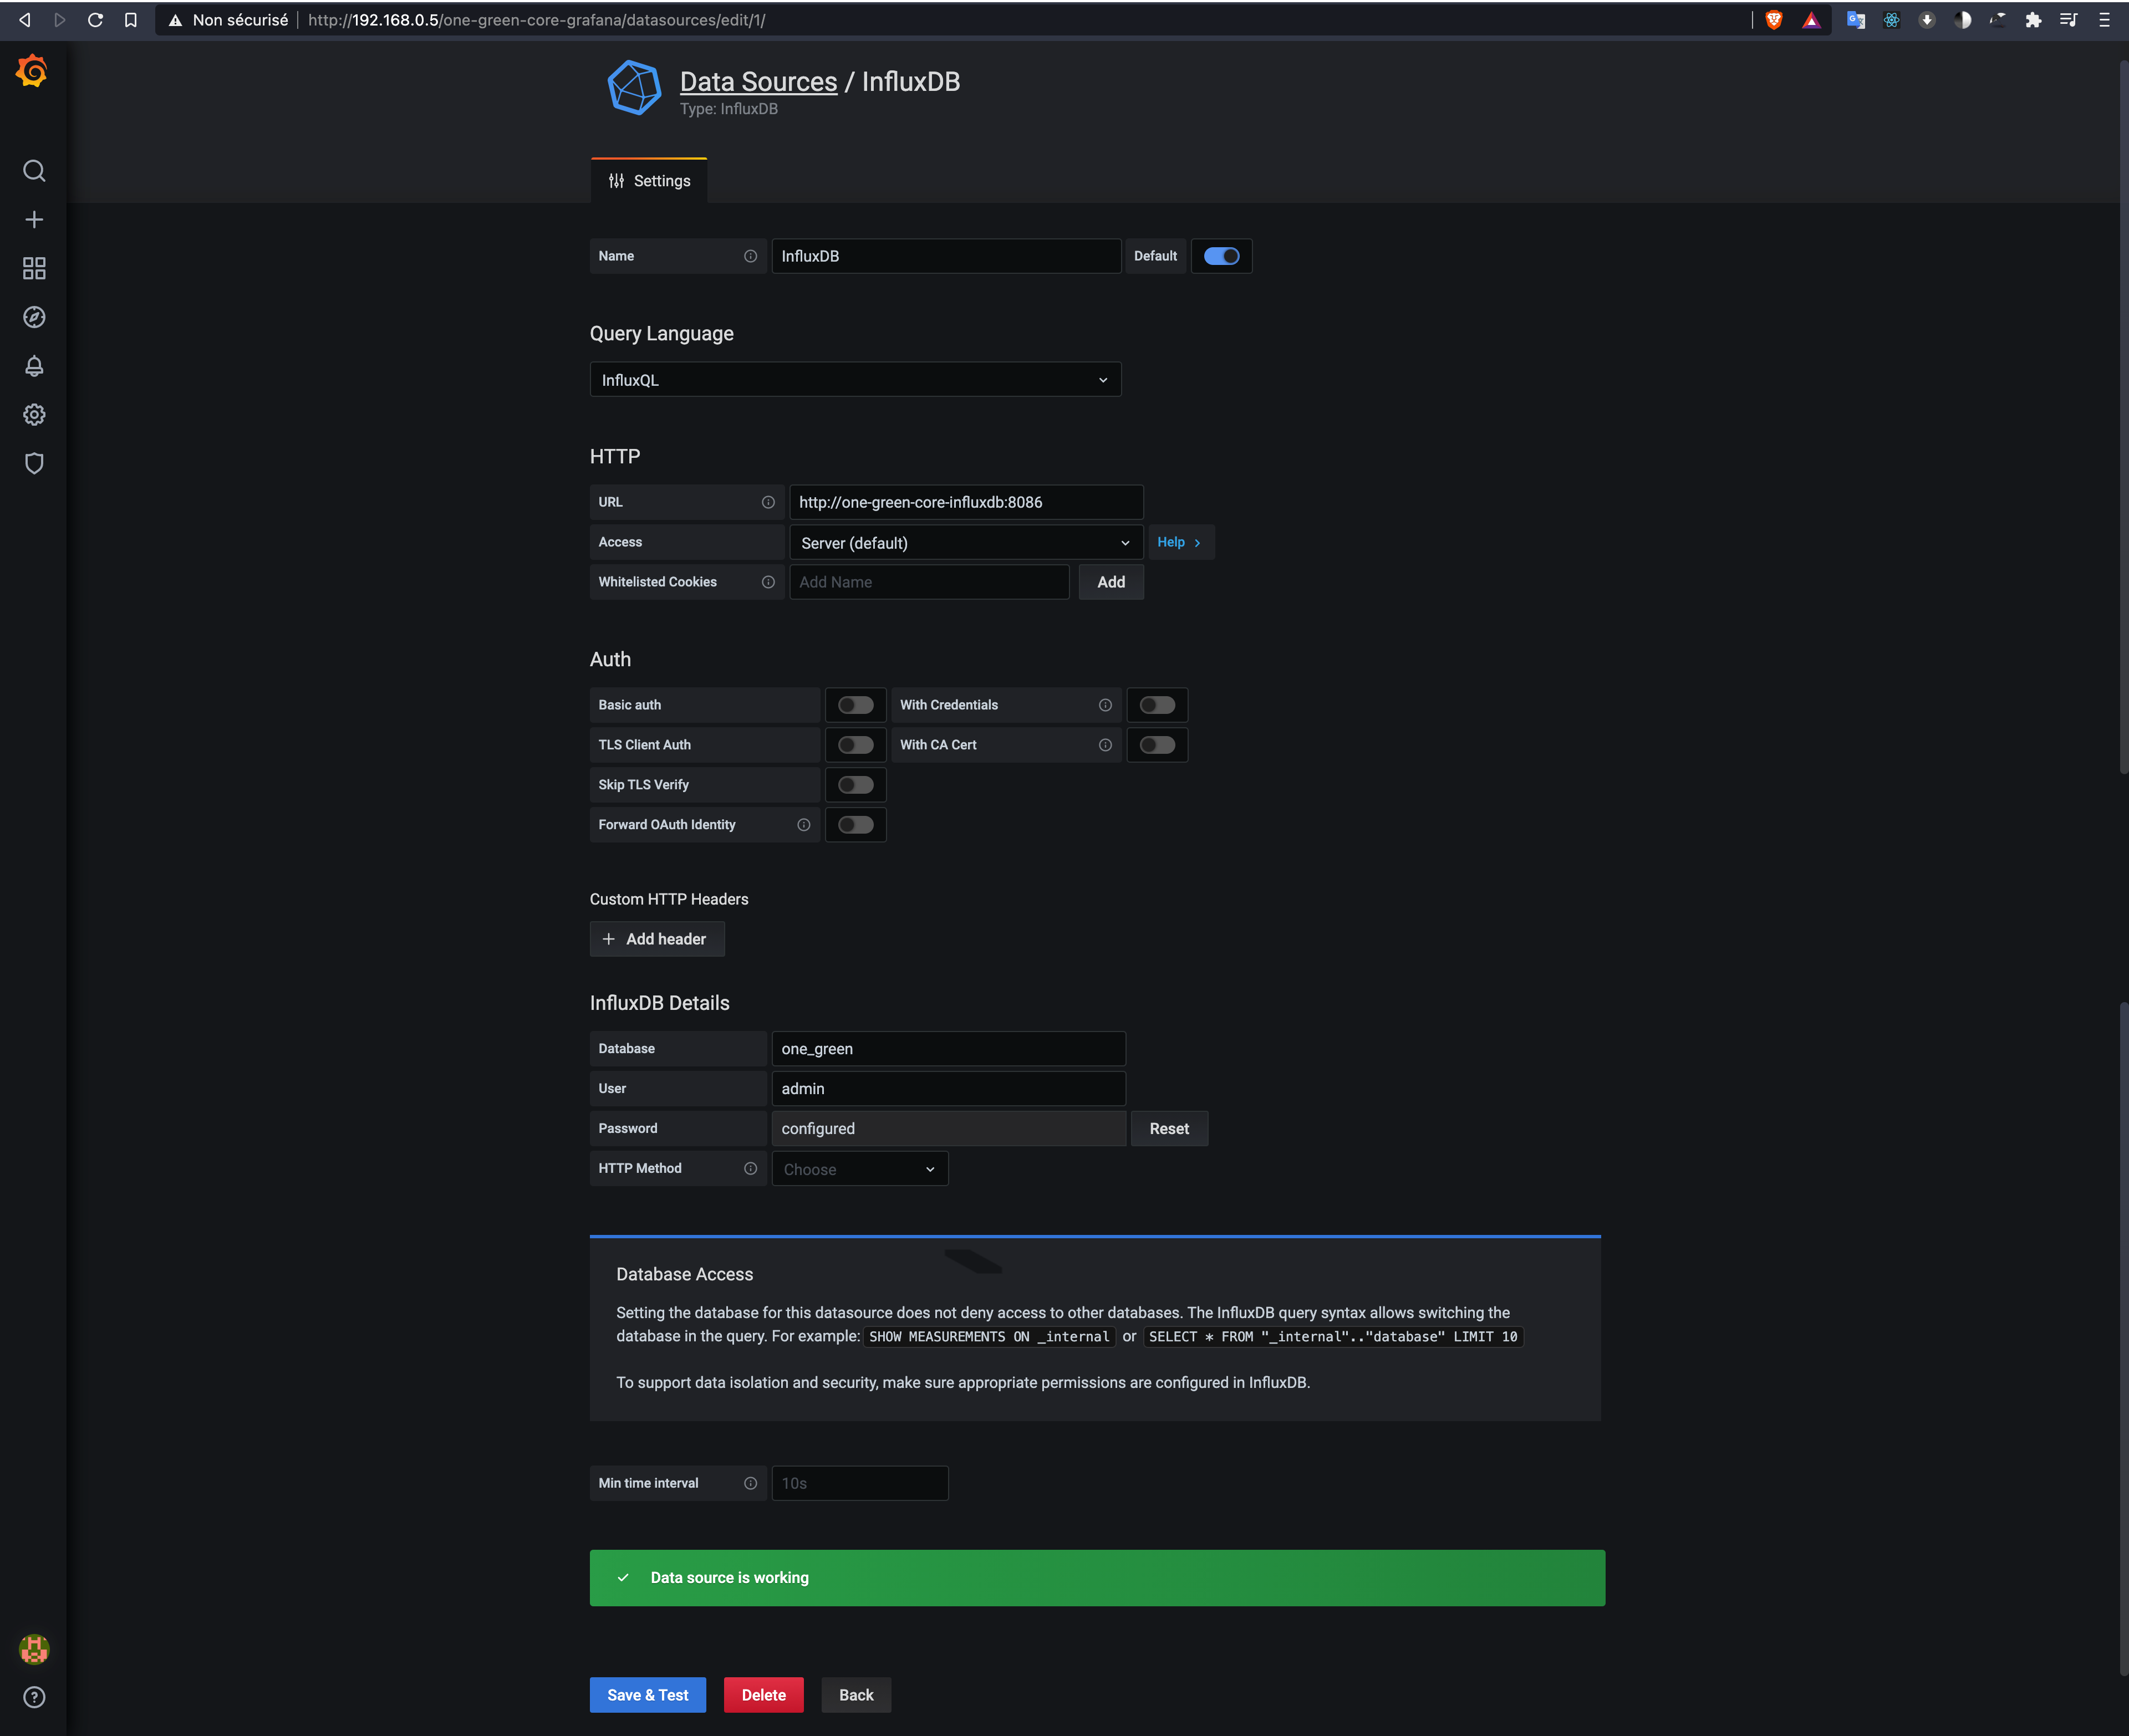 Non sécurisé http://192.168.0.5/one-green-core-grafana/datasources/edit/1/
Data Sources / InfluxDB
Type: InfluxDB
Settings
Name InfluxDB Default
Query Language
InfluxQL
HTTP
URL http://one-green-core-influxdb:8086
Access Server (default) Help
Whitelisted Cookies Add Name Add
Auth
Basic auth With Credentials
TLS Client Auth With CA Cert
Skip TLS Verify
Forward OAuth Identity
Custom HTTP Headers
Add header
InfluxDB Details
Database one_green
User admin
Password configured Reset
HTTP Method Choose
Database Access
Setting the database for this datasource does not deny access to other databases. The InfluxDB query syntax allows switching the
database in the query. For example: SHOW MEASUREMENTS ON _internal or SELECT * FROM "_internal".."database" LIMIT 10
To support data isolation and security, make sure appropriate permissions are configured in InfluxDB.
Min time interval 10s
Data source is working
Save & Test Delete Back